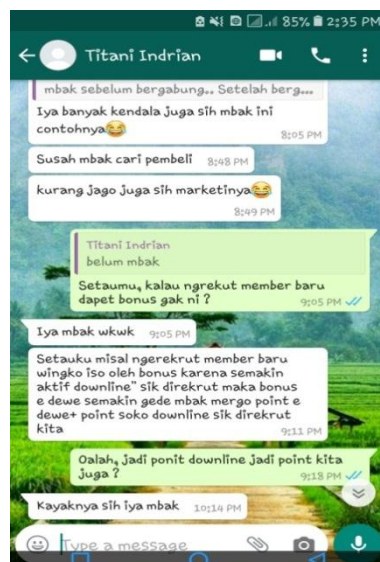 85% 2:35 PM
Titani Indrian
mbak sebelum bergabung.. Setelah berg...
Iya banyak kendala juga sih mbak ini
contohnya😂
8:05 PM
Susah mbak cari pembeli 8:48 PM
kurang jago juga sih marketinya😂
8:49 PM
Titani Indrian
belum mbak
Setaumu, kalau ngrekut member baru
dapet bonus gak ni ?
9:05 PM
Iya mbak wkwk 9:05 PM
Setauku misal ngerekrut member baru
wingko iso oleh bonus karena semakin
aktif downline" sik direkrut maka bonus
e dewe semakin gede mbak mergo point e
dewe+ point soko downline sik direkrut
kita
9:11 PM
Oalah, jadi ponit downline jadi point kita
juga ?
9:18 PM
Kayaknya sih iya mbak 10:14 PM
Type a message